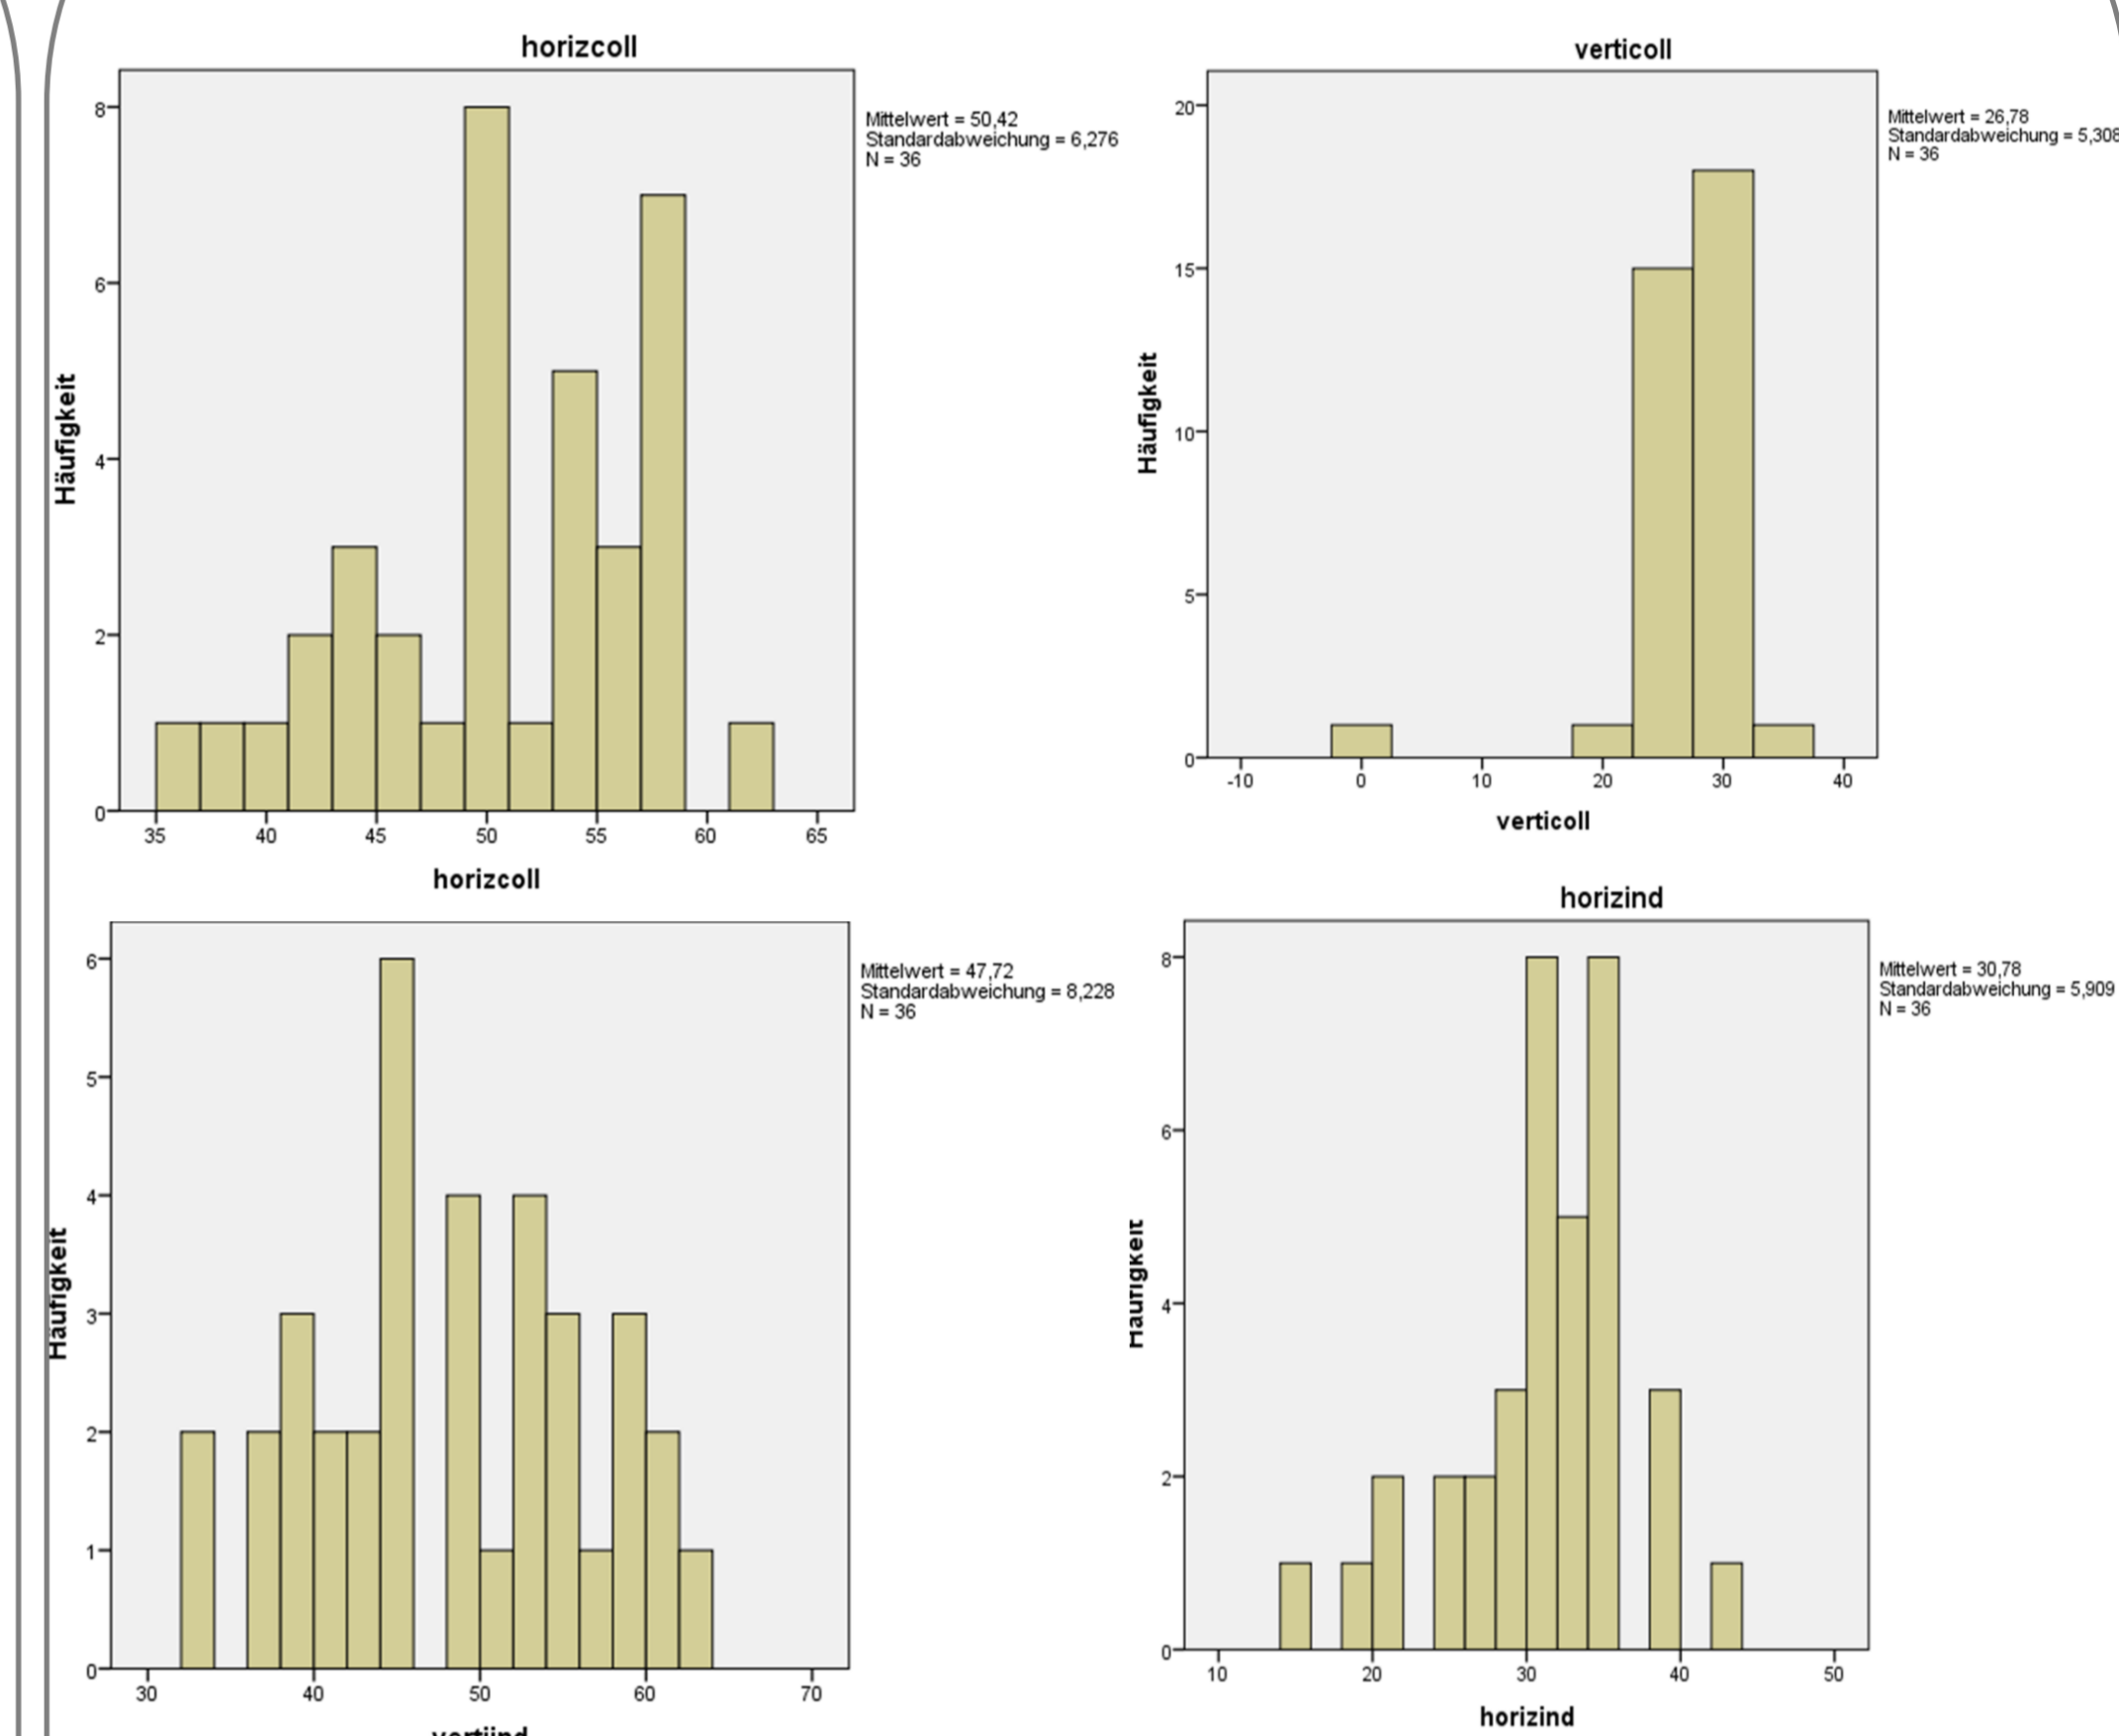 horizcoll
8
6
4
2
0
Häufigkeit
35 40 45 50 55 60 65
horizcoll
Mittelwert = 50,42
Standardabweichung = 6,276
N = 36
verticoll
20
15
10
5
0
Häufigkeit
-10 0 10 20 30 40
verticoll
Mittelwert = 26,78
Standardabweichung = 5,308
N = 36
6
5
4
3
2
1
0
Häufigkeit
30 40 50 60 70
Mittelwert = 47,72
Standardabweichung = 8,228
N = 36
horizind
8
6
4
2
0
Häufigkeit
10 20 30 40 50
horizind
Mittelwert = 30,78
Standardabweichung = 5,909
N = 36